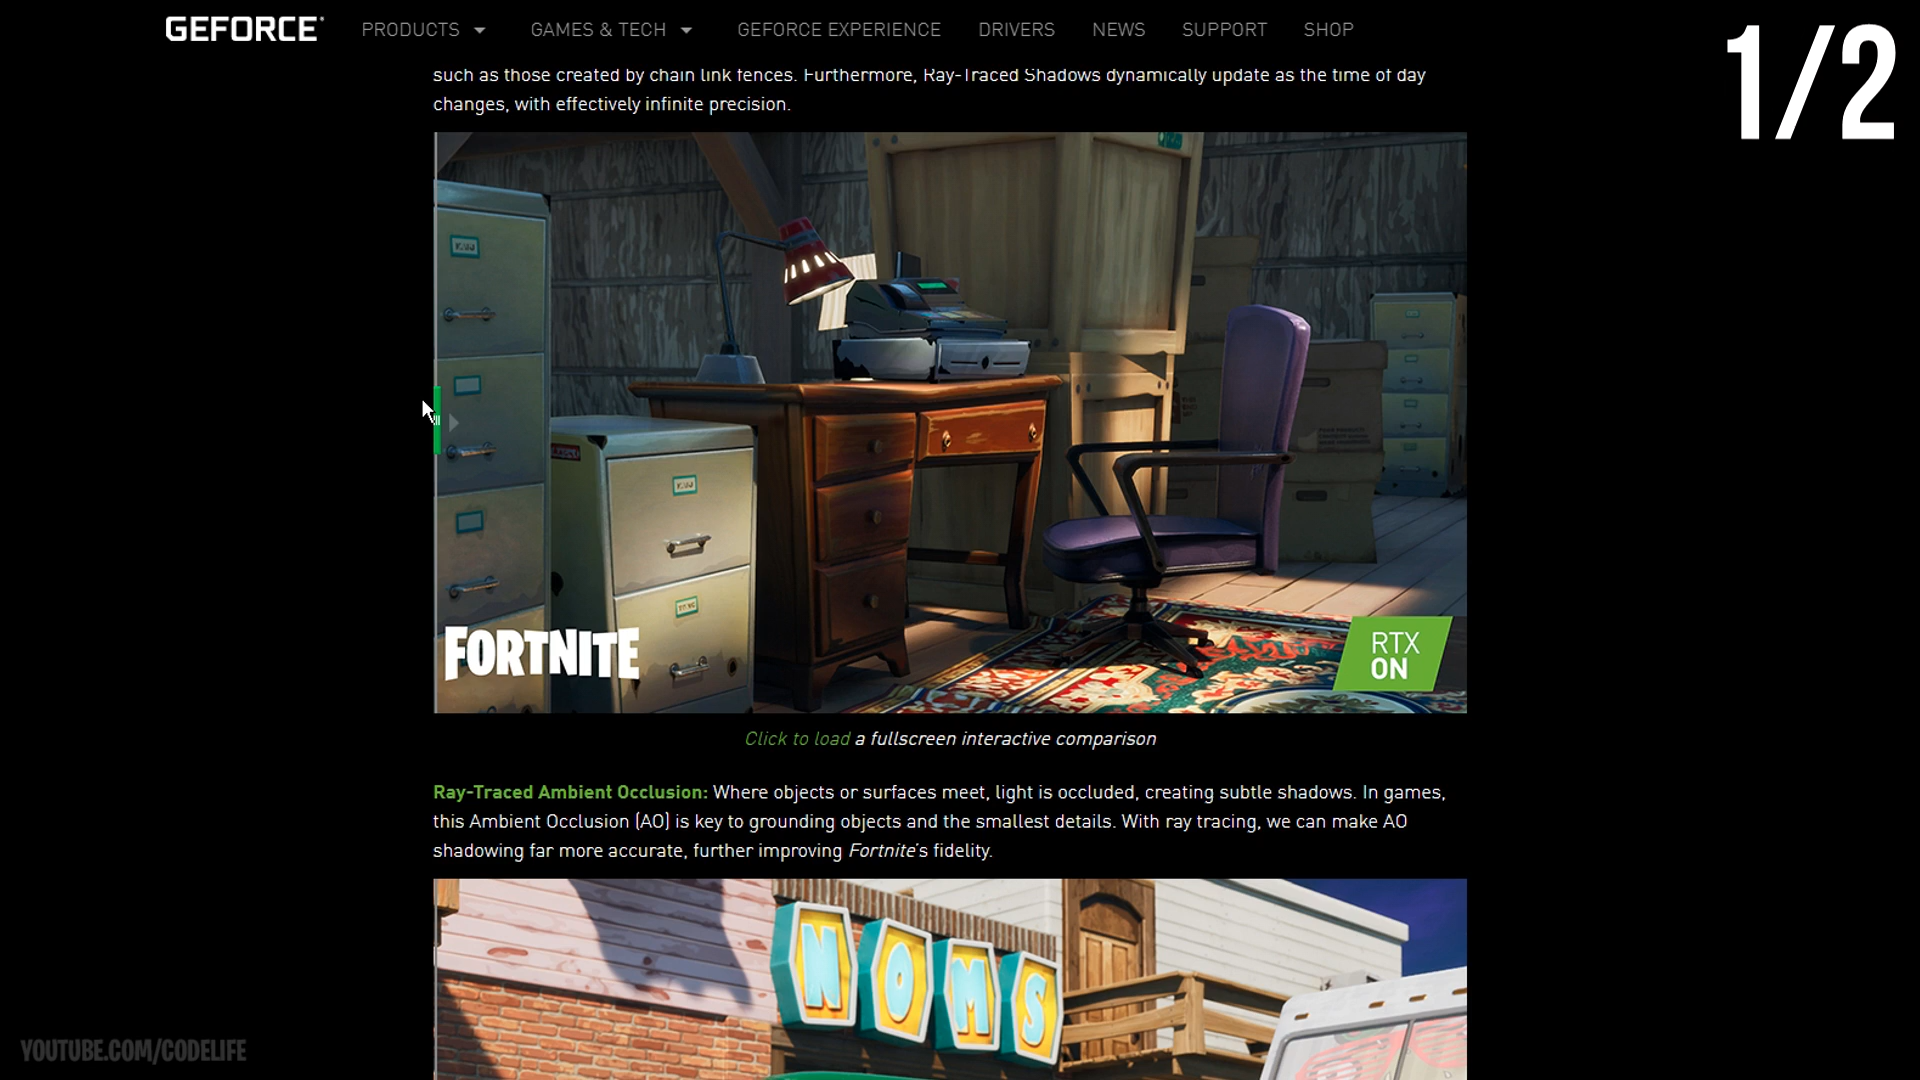 GEFORCE
PRODUCTS
GAMES & TECH
GEFORCE EXPERIENCE
DRIVERS
NEWS
SUPPORT
SHOP
1/2
such as those created by chain link fences. Furthermore, Ray-Traced Shadows dynamically update as the time of day
changes, with effectively infinite precision.
FORTNITE
RTX
ON
Click to load a fullscreen interactive comparison
Ray-Traced Ambient Occlusion: Where objects or surfaces meet, light is occluded, creating subtle shadows. In games,
this Ambient Occlusion (AO) is key to grounding objects and the smallest details. With ray tracing, we can make AO
shadowing far more accurate, further improving Fortnite's fidelity.
NOMS
YOUTUBE.COM/CODELIFE